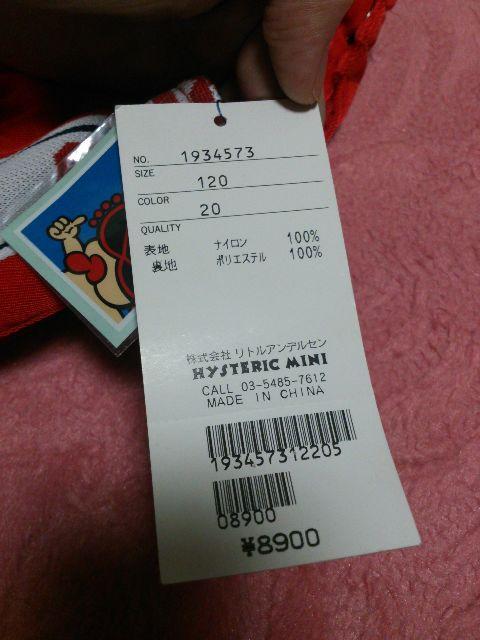 NO. 1934573
SIZE 120
COLOR 20
QUALITY
表地 ナイロン 100%
裏地 ポリエステル 100%
株式会社 リトルアンデルセン
HYSTERIC MINI
CALL 03-5485-7612
MADE IN CHINA
193457312205
08900
¥8900